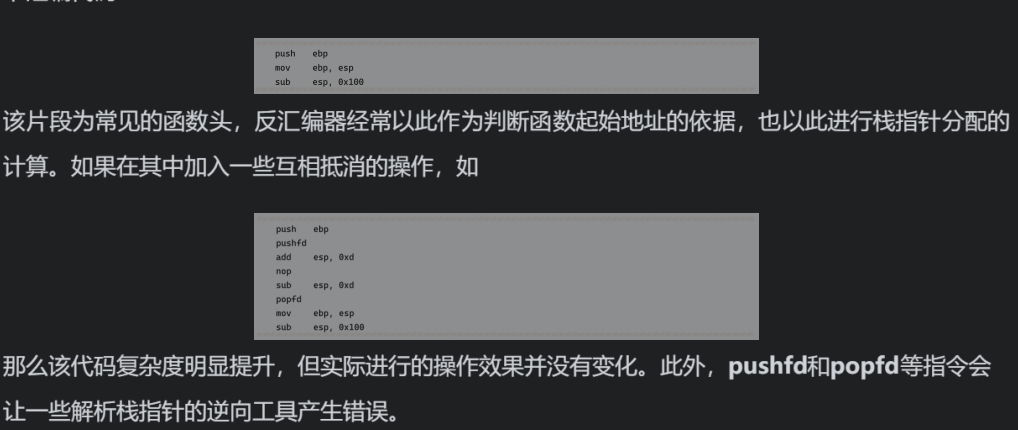 push ebp
mov ebp, esp
sub esp, 0x100
该片段为常见的函数头，反汇编器经常以此作为判断函数起始地址的依据，也以此进行栈指针分配的
计算。如果在其中加入一些互相抵消的操作，如
push ebp
pushfd
add esp, 0xd
nop
sub esp, 0xd
popfd
mov ebp, esp
sub esp, 0x100
那么该代码复杂度明显提升，但实际进行的操作效果并没有变化。此外，pushfd和popfd等指令会
让一些解析栈指针的逆向工具产生错误。